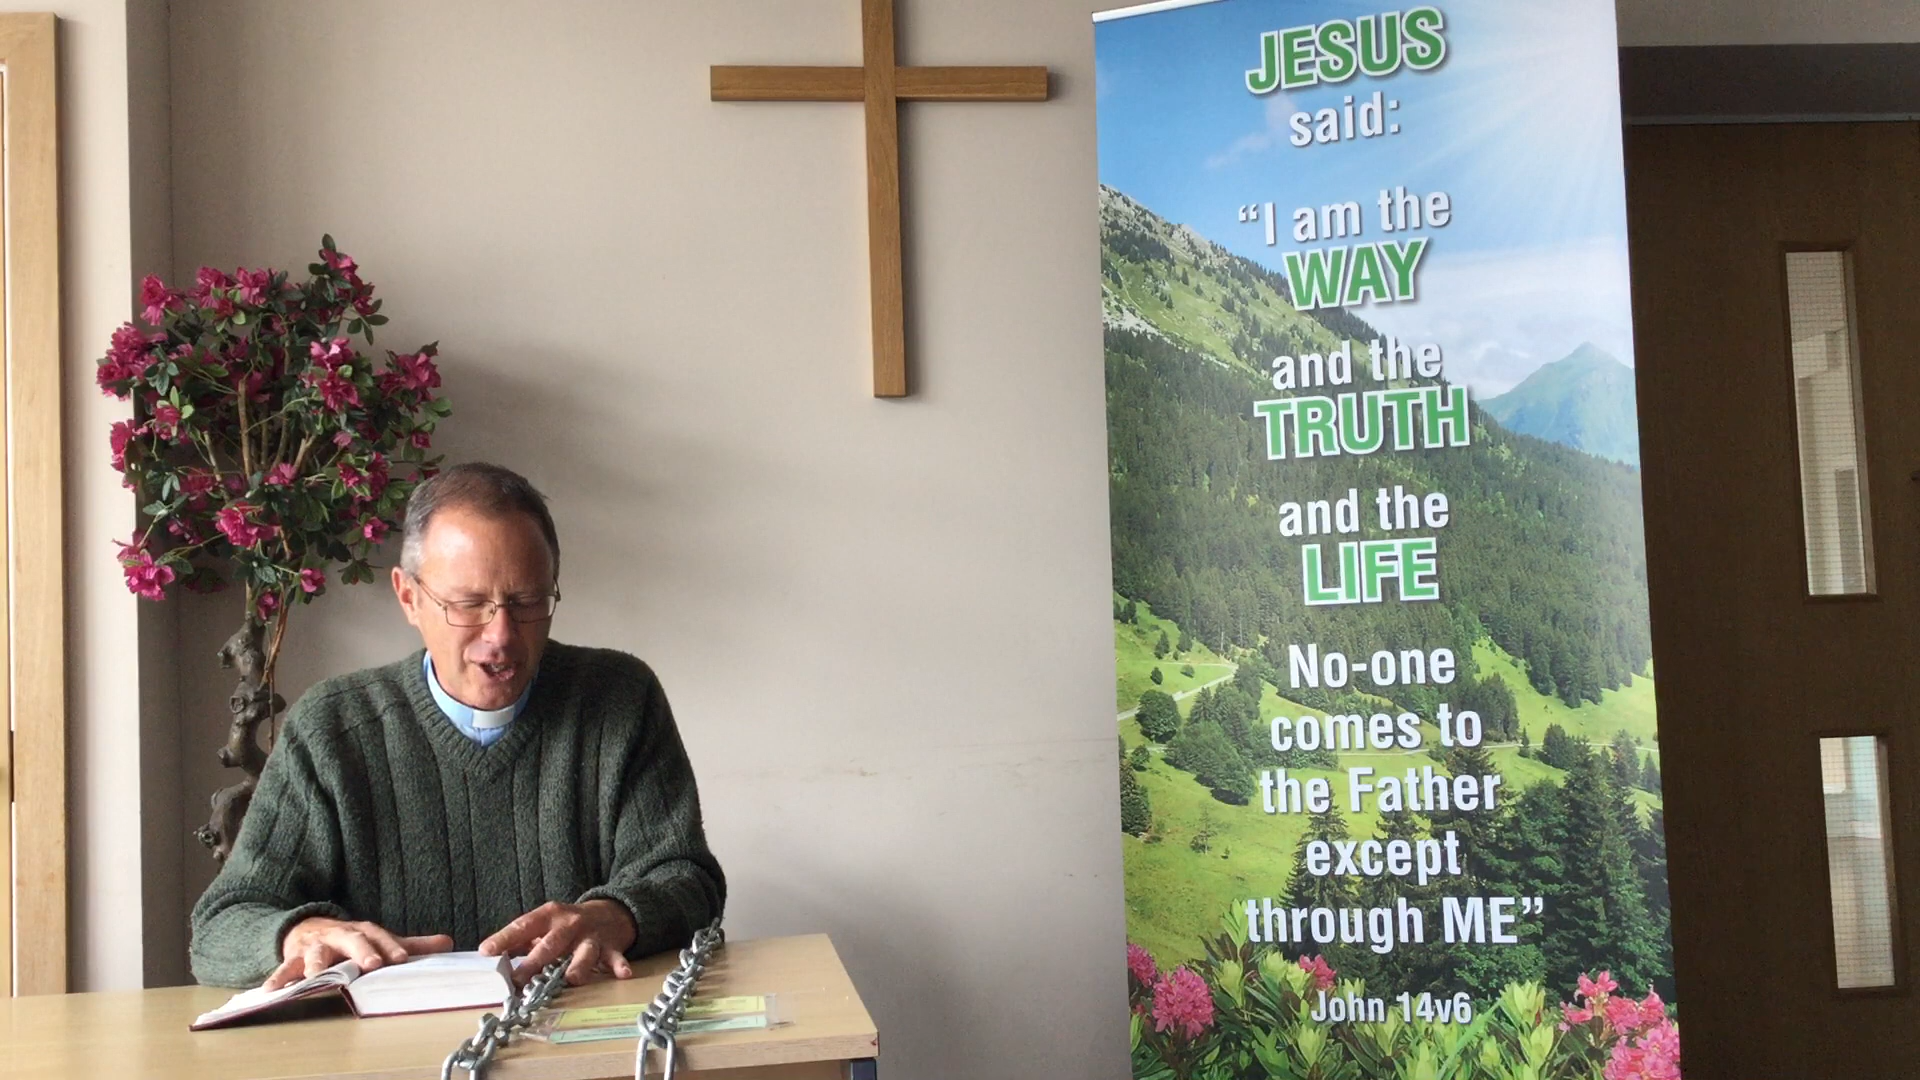 JESUS
said:
“I am the
WAY
and the
TRUTH
and the
LIFE
No-one
comes to
the Father
except
through ME”
John 14v6